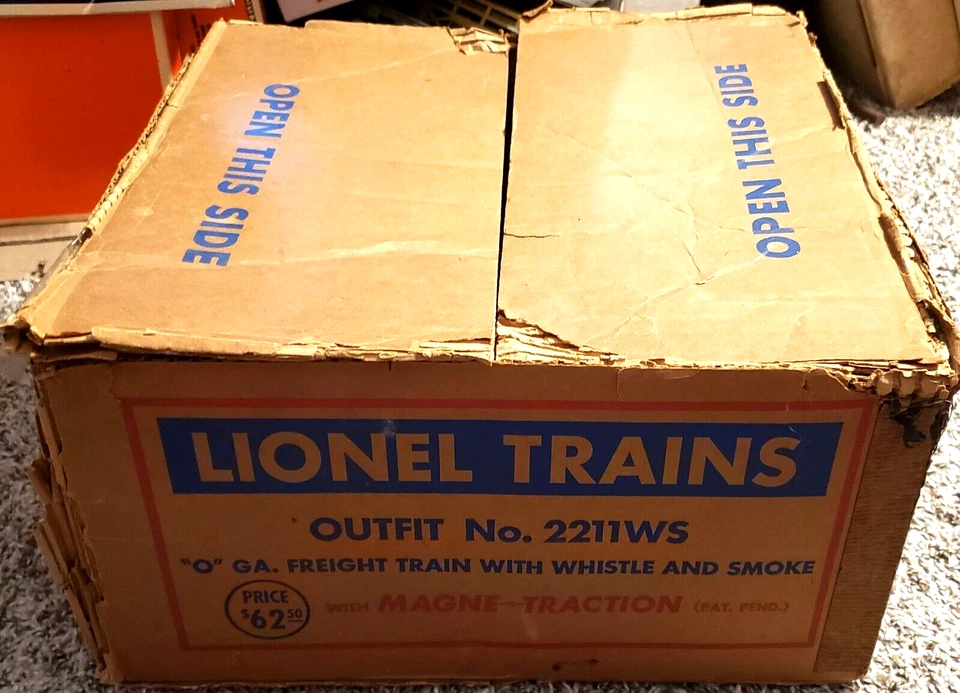 OPEN THIS SIDE
OPEN THIS SIDE
LIONEL TRAINS
OUTFIT No. 2211WS
"O" GA. FREIGHT TRAIN WITH WHISTLE AND SMOKE
PRICE
$62.50
WITH MAGNE-TRACTION (PAT. PEND.)